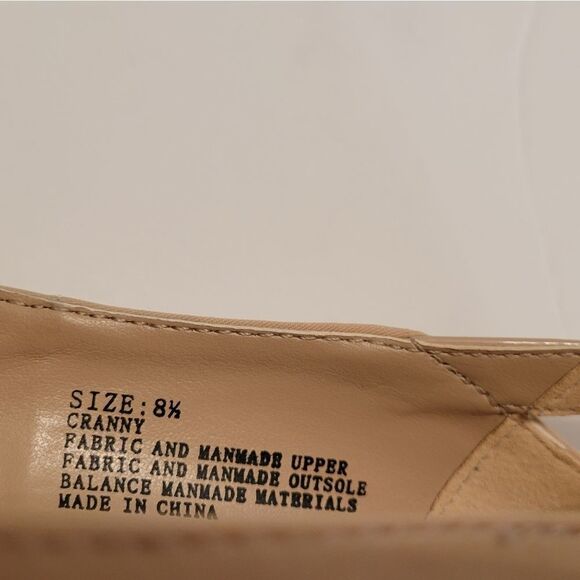 SIZE: 8½
CRANNY
FABRIC AND MANMADE UPPER
FABRIC AND MANMADE OUTSOLE
BALANCE MANMADE MATERIALS
MADE IN CHINA